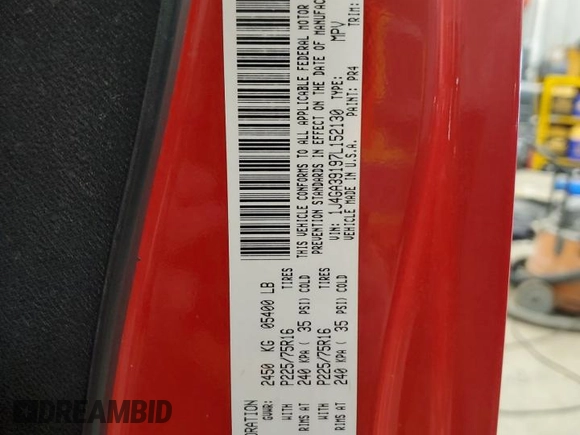 ORATION
GVWR: 2450 KG 05400 LB
WITH P225/75R16 TIRES
RIMS AT 240 KPA ( 35 PSI) COLD
WITH P225/75R16 TIRES
RIMS AT 240 KPA ( 35 PSI) COLD
THIS VEHICLE CONFORMS TO ALL APPLICABLE FEDERAL MOTOR
PREVENTION STANDARDS IN EFFECT ON THE DATE OF MANUFAC
VIN: 1J4GA39197L152130 TYPE: MPV
VEHICLE MADE IN U.S.A. PAINT: PR4 TRIM:
DREAMBID